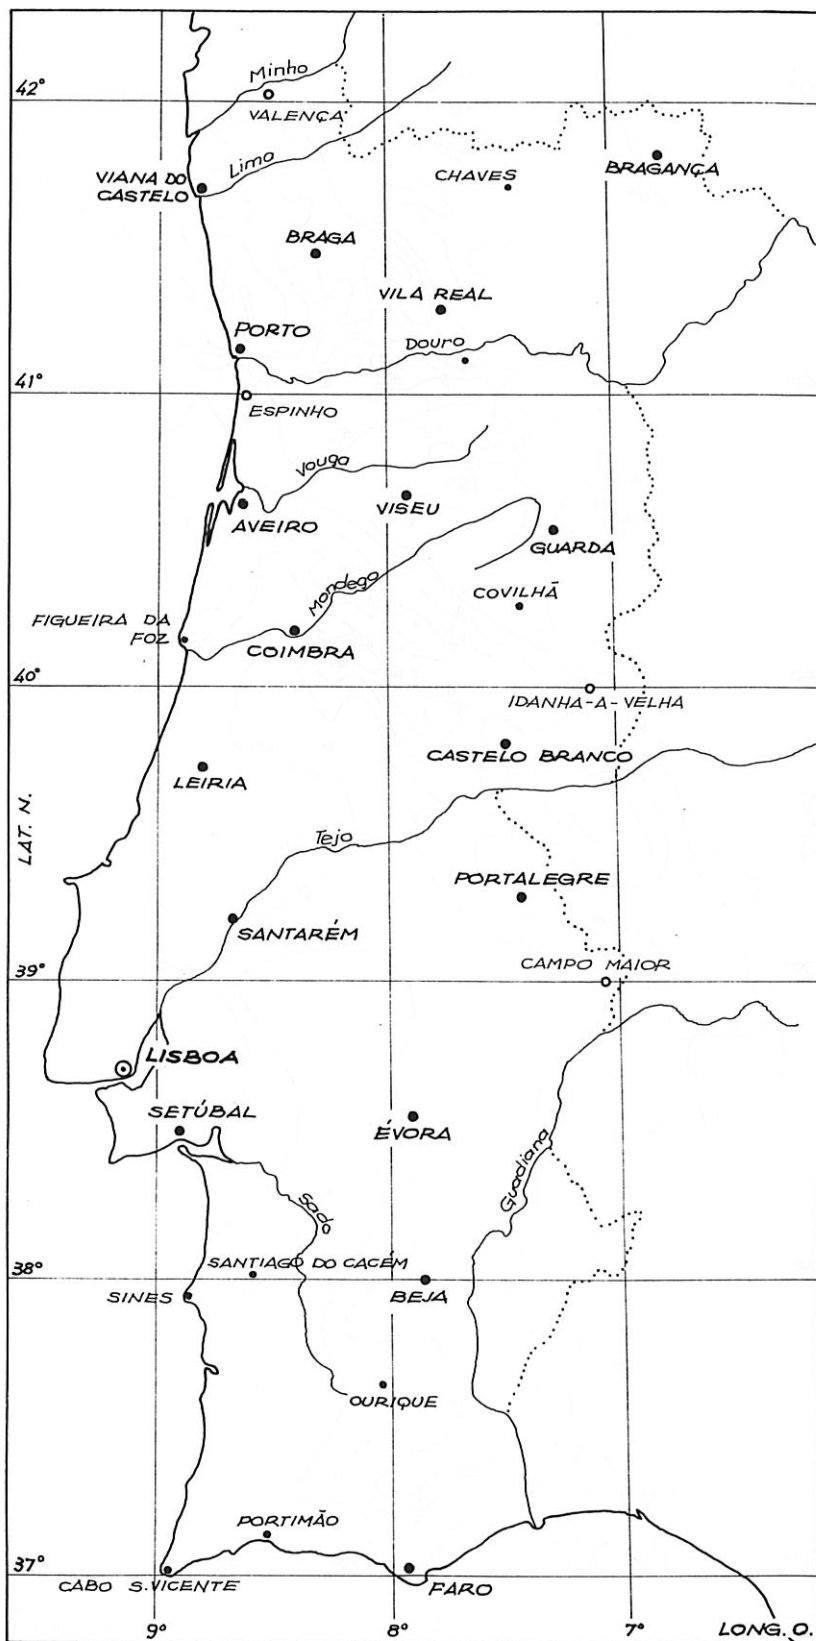 Minho
42°
VALENÇA
Limo
VIANA DO
CASTELO
CHAVES
BRAGANÇA
BRAGA
VILA REAL
PORTO
DOURO
41°
ESPINHO
Vouga
AVEIRO
VISEU
GUARDA
Mondego
COVILHÃ
FIGUEIRA DA
FOZ
COIMBRA
40°
IDANHA-A-VELHA
CASTELO BRANCO
LEIRIA
LAT. N.
Tejo
PORTALEGRE
SANTARÉM
39°
CAMPO MAIOR
LISBOA
SETÚBAL
ÉVORA
Guadiana
Sado
38°
SANTIAGO DO CACÉM
SINES
BEJA
OURIQUE
PORTIMÃO
37°
CABO S. VICENTE
FARO
9°
8°
7°
LONG. O.